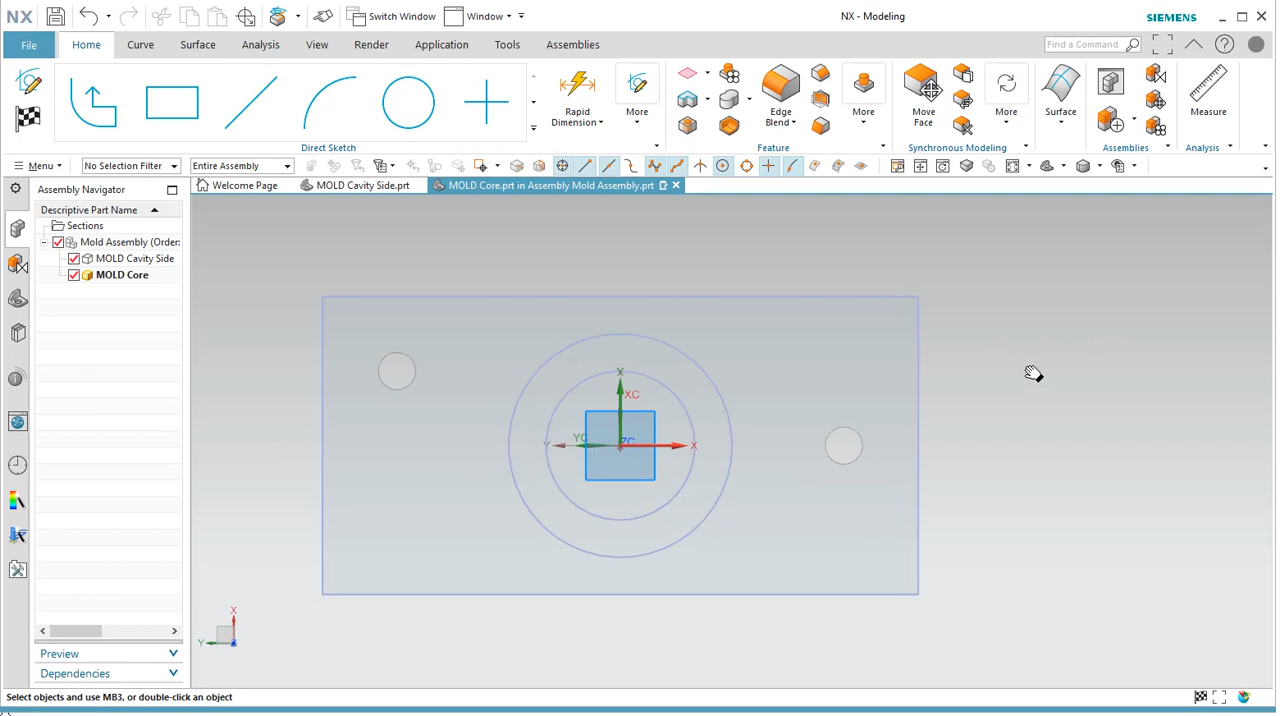 NX
Switch Window
Window
NX - Modeling
SIEMENS
File
Home
Curve
Surface
Analysis
View
Render
Application
Tools
Assemblies
Find a Command
Rapid
Dimension
More
Edge
Blend
More
Move
Face
More
Surface
Measure
Direct Sketch
Feature
Synchronous Modeling
Assemblies
Analysis
Menu
No Selection Filter
Entire Assembly
Assembly Navigator
Welcome Page
MOLD Cavity Side.prt
MOLD Core.prt in Assembly Mold Assembly.prt
Descriptive Part Name
Sections
Mold Assembly (Order:
MOLD Cavity Side
MOLD Core
X
XC
YC
ZC
Y
X
X
Y
Z
Preview
Dependencies
Select objects and use MB3, or double-click an object